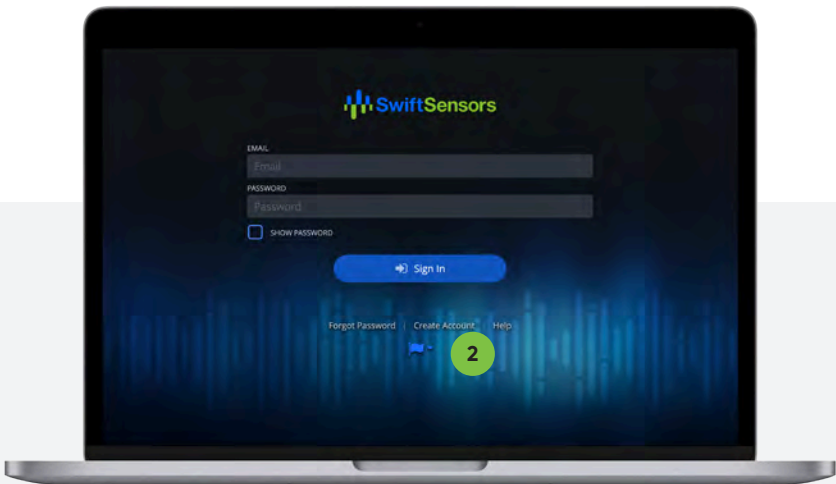 SwiftSensors
EMAIL
Email
PASSWORD
Password
SHOW PASSWORD
Sign In
Forgot Password | Create Account | Help
2